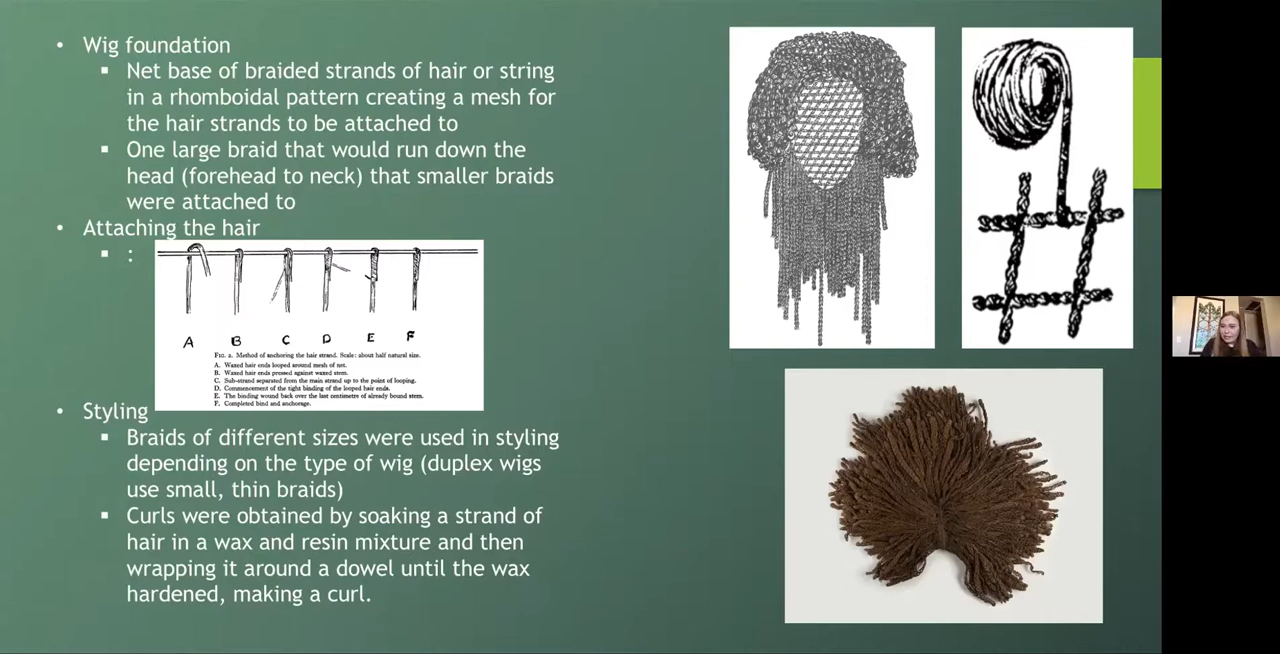 • Wig foundation
▪ Net base of braided strands of hair or string
in a rhomboidal pattern creating a mesh for
the hair strands to be attached to
▪ One large braid that would run down the
head (forehead to neck) that smaller braids
were attached to
• Attaching the hair
▪ :
A B C D E F
FIG. 2. Method of anchoring the hair strand. Scale: about half natural size.
A. Waxed hair ends looped around mesh of net.
B. Waxed hair ends pressed against waxed stem.
C. Sub-strand separated from the main strand up to the point of looping.
D. Commencement of the tight binding of the looped hair ends.
E. The binding wound back over the last centimetre of already bound stem.
F. Completed bind and anchorage.
• Styling
▪ Braids of different sizes were used in styling
depending on the type of wig (duplex wigs
use small, thin braids)
▪ Curls were obtained by soaking a strand of
hair in a wax and resin mixture and then
wrapping it around a dowel until the wax
hardened, making a curl.